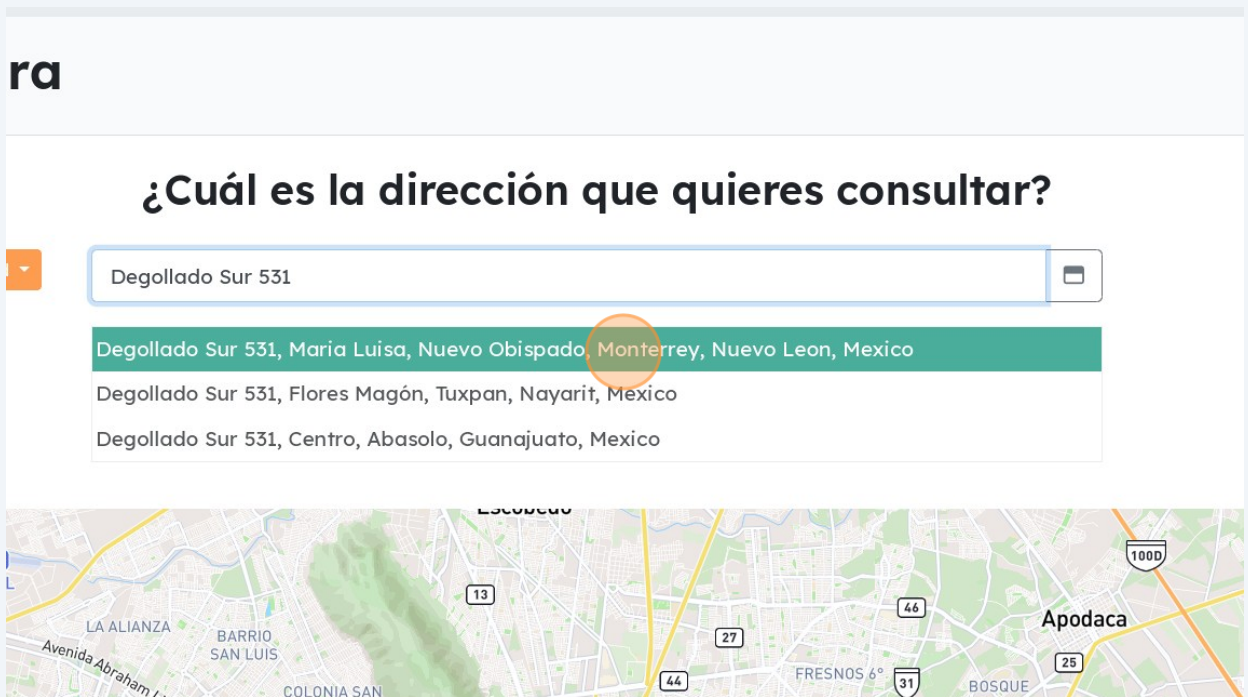 ra
¿Cuál es la dirección que quieres consultar?
Degollado Sur 531
Degollado Sur 531, Maria Luisa, Nuevo Obispado, Monterrey, Nuevo Leon, Mexico
Degollado Sur 531, Flores Magón, Tuxpan, Nayarit, Mexico
Degollado Sur 531, Centro, Abasolo, Guanajuato, Mexico
Escobedo
100D
13
46
Apodaca
LA ALIANZA
BARRIO
SAN LUIS
27
Avenida Abraham
25
44
FRESNOS 6°
31
BOSQUE
COLONIA SAN